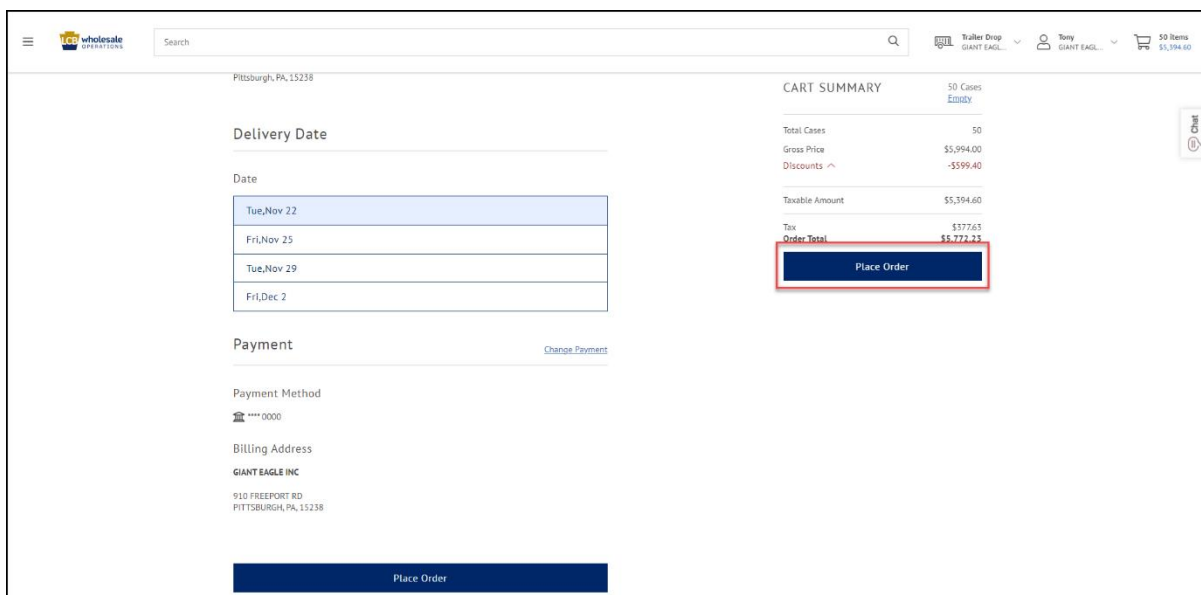 LCB wholesale
OPERATIONS
Search
Trailer Drop
GIANT EAGL...
Tony
GIANT EAGL...
50 items
$5,394.60
Pittsburgh, PA, 15238
Delivery Date
Date
Tue,Nov 22
Fri,Nov 25
Tue,Nov 29
Fri,Dec 2
Payment
Change Payment
Payment Method
**** 0000
Billing Address
GIANT EAGLE INC
910 FREEPORT RD
PITTSBURGH, PA, 15238
Place Order
CART SUMMARY
50 Cases
Empty
Total Cases 50
Gross Price $5,994.00
Discounts -$599.40
Taxable Amount $5,394.60
Tax $377.63
Order Total $5,772.23
Place Order
Chat